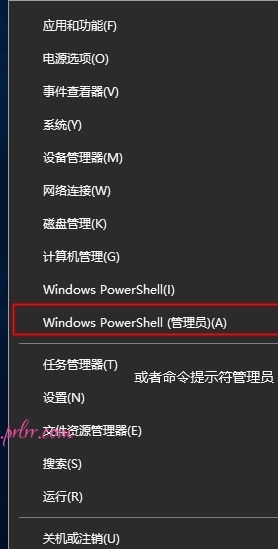 应用和功能(F)
电源选项(O)
事件查看器(V)
系统(Y)
设备管理器(M)
网络连接(W)
磁盘管理(K)
计算机管理(G)
Windows PowerShell(I)
Windows PowerShell (管理员)(A)
任务管理器(T)
或者命令提示符管理员
设置(N)
.prlrr.com
文件资源管理器(E)
搜索(S)
运行(R)
关机或注销(U)